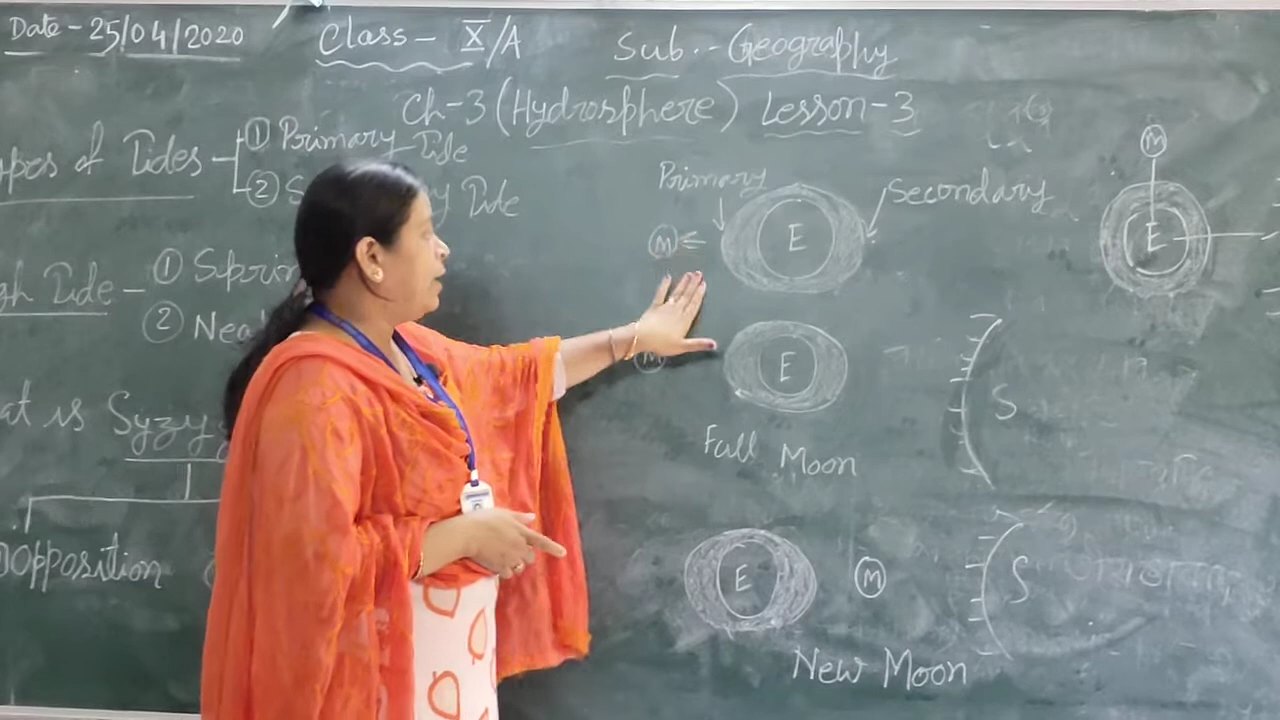 Date - 25/04/2020
Class - X/A
Sub. - Geography
Ch-3 (Hydrosphere) Lesson-3
pes of Tides
① Primary Tide
② S y Tide
gh Tide -
① Sprin
② Nea
at is Syzy
Opposition
Primary
Secondary
M
E
M
E
M
E
Full Moon
S
E
M
S
New Moon